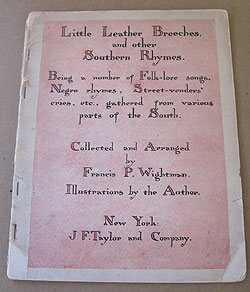 Little Leather Breeches,
and other
Southern Rhymes.
Being a number of Folk-lore songs,
Negro rhymes, Street-venders'
cries, etc., gathered from various
parts of the South.
Collected and Arranged
by
Francis P. Wightman.
Illustrations by the Author.
New York:
J.F. Taylor and Company.